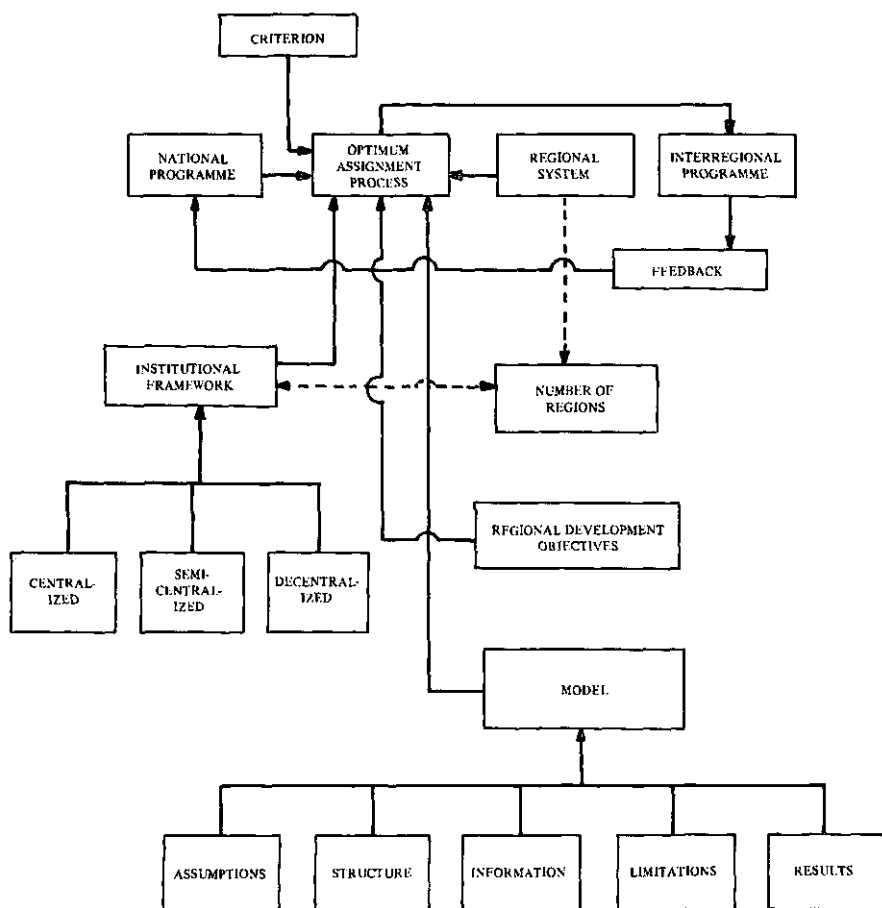 CRITERION
NATIONAL
PROGRAMME
OPTIMUM
ASSIGNMENT
PROCESS
REGIONAL
SYSTEM
INTERREGIONAL
PROGRAMME
FEEDBACK
INSTITUTIONAL
FRAMEWORK
NUMBER OF
REGIONS
REGIONAL DEVELOPMENT
OBJECTIVES
CENTRAL-
IZED
SEMI-
CENTRAL-
IZED
DECENTRAL-
IZED
MODEL
ASSUMPTIONS
STRUCTURE
INFORMATION
LIMITATIONS
RESULTS